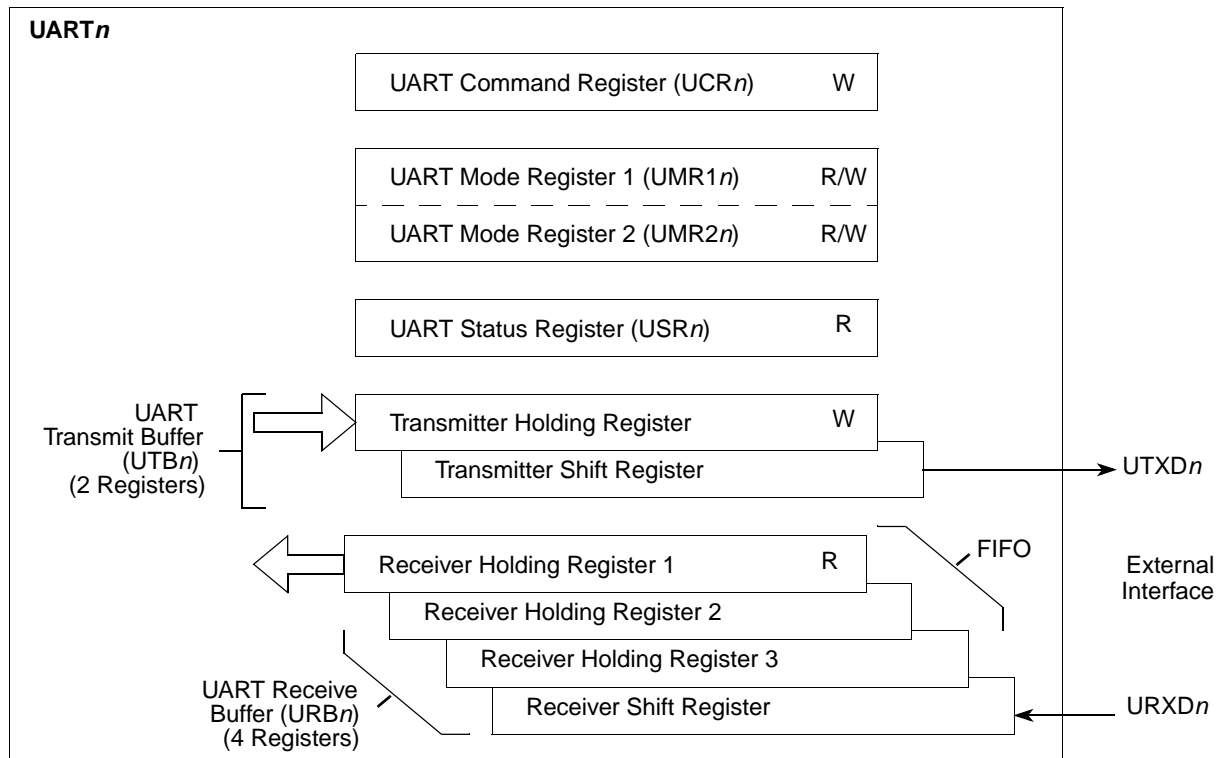 UARTn
UART Command Register (UCRn) W
UART Mode Register 1 (UMR1n) R/W
UART Mode Register 2 (UMR2n) R/W
UART Status Register (USRn) R
UART
Transmit Buffer
(UTBn)
(2 Registers)
Transmitter Holding Register W
Transmitter Shift Register
UTXDn
Receiver Holding Register 1 R
FIFO
External
Interface
Receiver Holding Register 2
Receiver Holding Register 3
UART Receive
Buffer (URBn)
(4 Registers)
Receiver Shift Register
URXDn